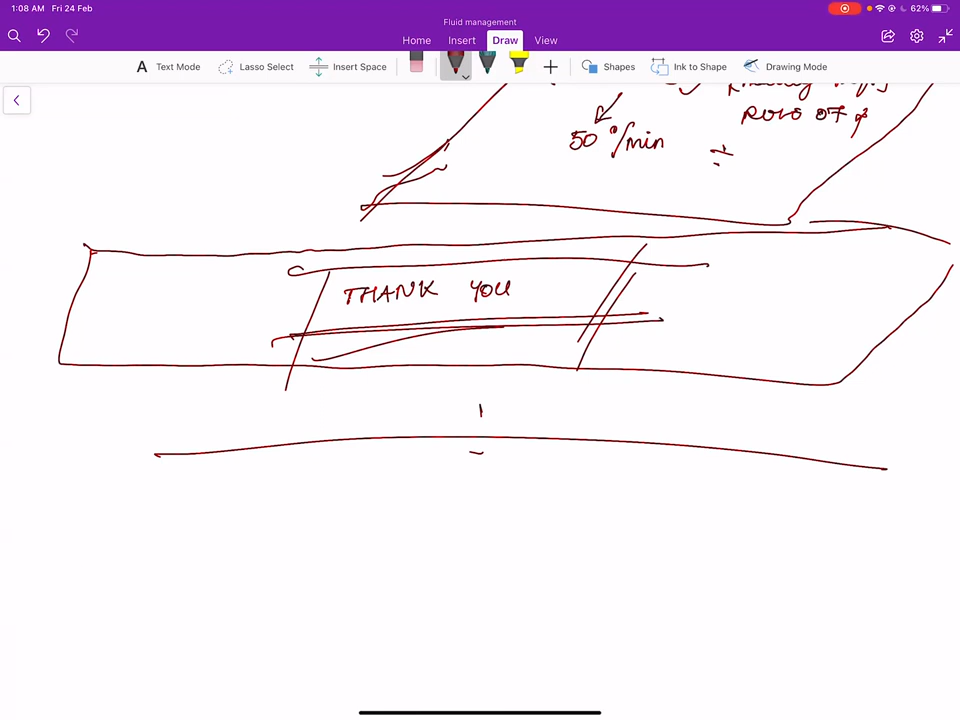 1:08 AM Fri 24 Feb
62%
Fluid management
Home Insert Draw View
Text Mode Lasso Select Insert Space Shapes Ink to Shape Drawing Mode
50 %/min
THANK YOU